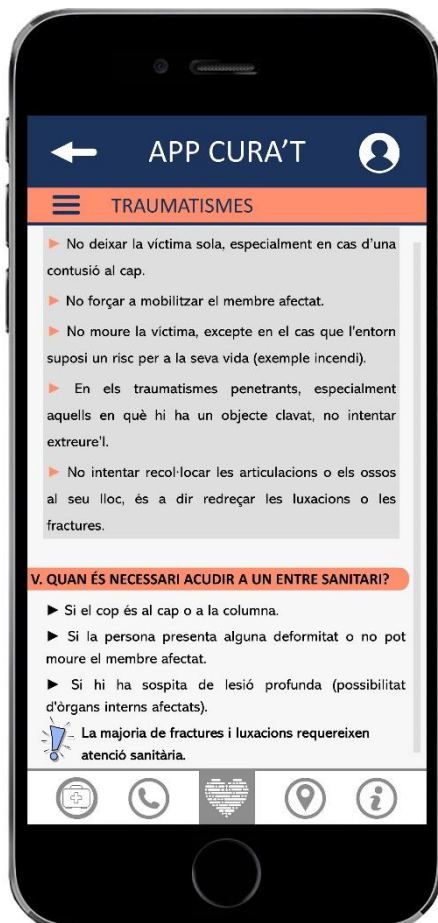 APP CURA'T
TRAUMATISMES
► No deixar la víctima sola, especialment en cas d'una
contusió al cap.
► No forçar a mobilitzar el membre afectat.
► No moure la víctima, excepte en el cas que l'entorn
suposi un risc per a la seva vida (exemple incendi).
► En els traumatismes penetrants, especialment
aquells en què hi ha un objecte clavat, no intentar
extreure'l.
► No intentar recol·locar les articulacions o els ossos
al seu lloc, és a dir redreçar les luxacions o les
fractures.
V. QUAN ÉS NECESSARI ACUDIR A UN ENTRE SANITARI?
► Si el cop és al cap o a la columna.
► Si la persona presenta alguna deformitat o no pot
moure el membre afectat.
► Si hi ha sospita de lesió profunda (possibilitat
d'òrgans interns afectats).
La majoria de fractures i luxacions requereixen
atenció sanitària.